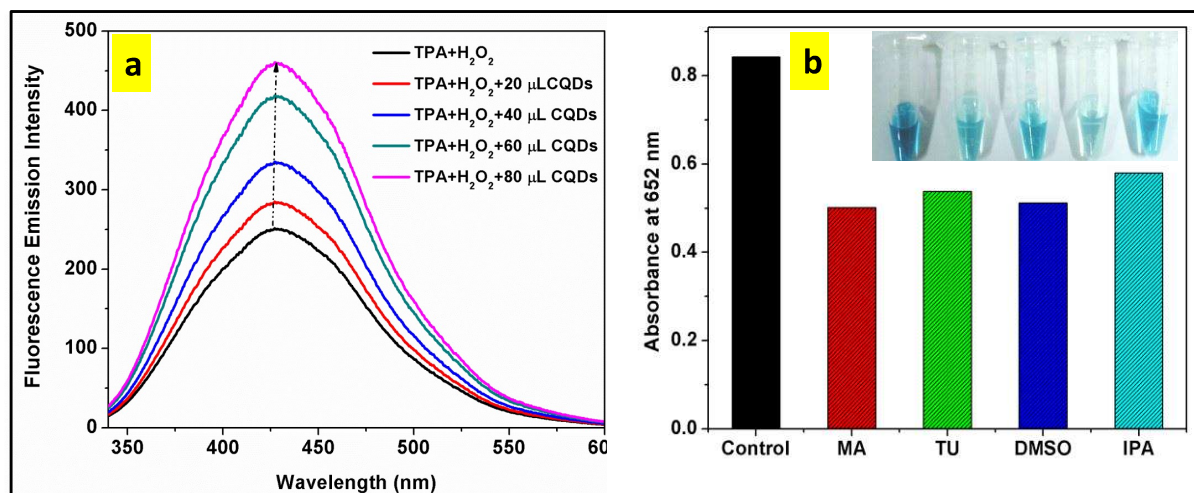 a
Fluorescence Emission Intensity
500
400
300
200
100
0
TPA+H₂O₂
TPA+H₂O₂+20 μLCQDs
TPA+H₂O₂+40 μL CQDs
TPA+H₂O₂+60 μL CQDs
TPA+H₂O₂+80 μL CQDs
350 400 450 500 550 60
Wavelength (nm)
b
Absorbance at 652 nm
0.8
0.6
0.4
0.2
0.0
Control MA TU DMSO IPA